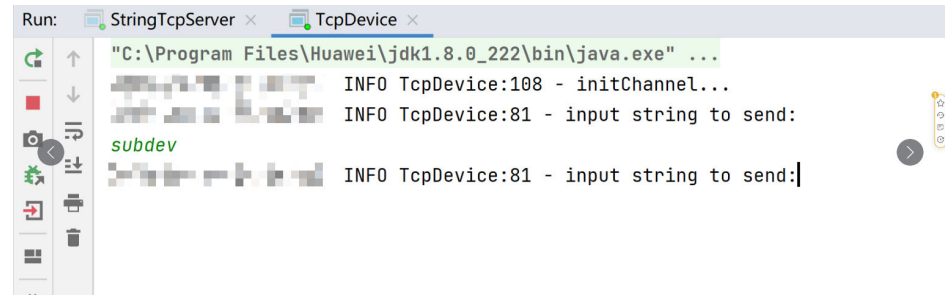 Run: StringTcpServer TcpDevice
"C:\Program Files\Huawei\jdk1.8.0_222\bin\java.exe" ...
INFO TcpDevice:108 - initChannel...
INFO TcpDevice:81 - input string to send:
subdev
INFO TcpDevice:81 - input string to send: